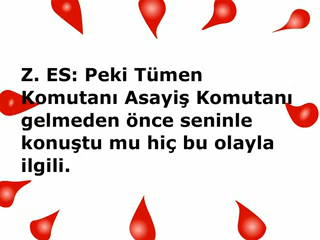 Z. ES: Peki Tümen
Komutanı Asayiş Komutanı
gelmeden önce seninle
konuştu mu hiç bu olayla
ilgili.